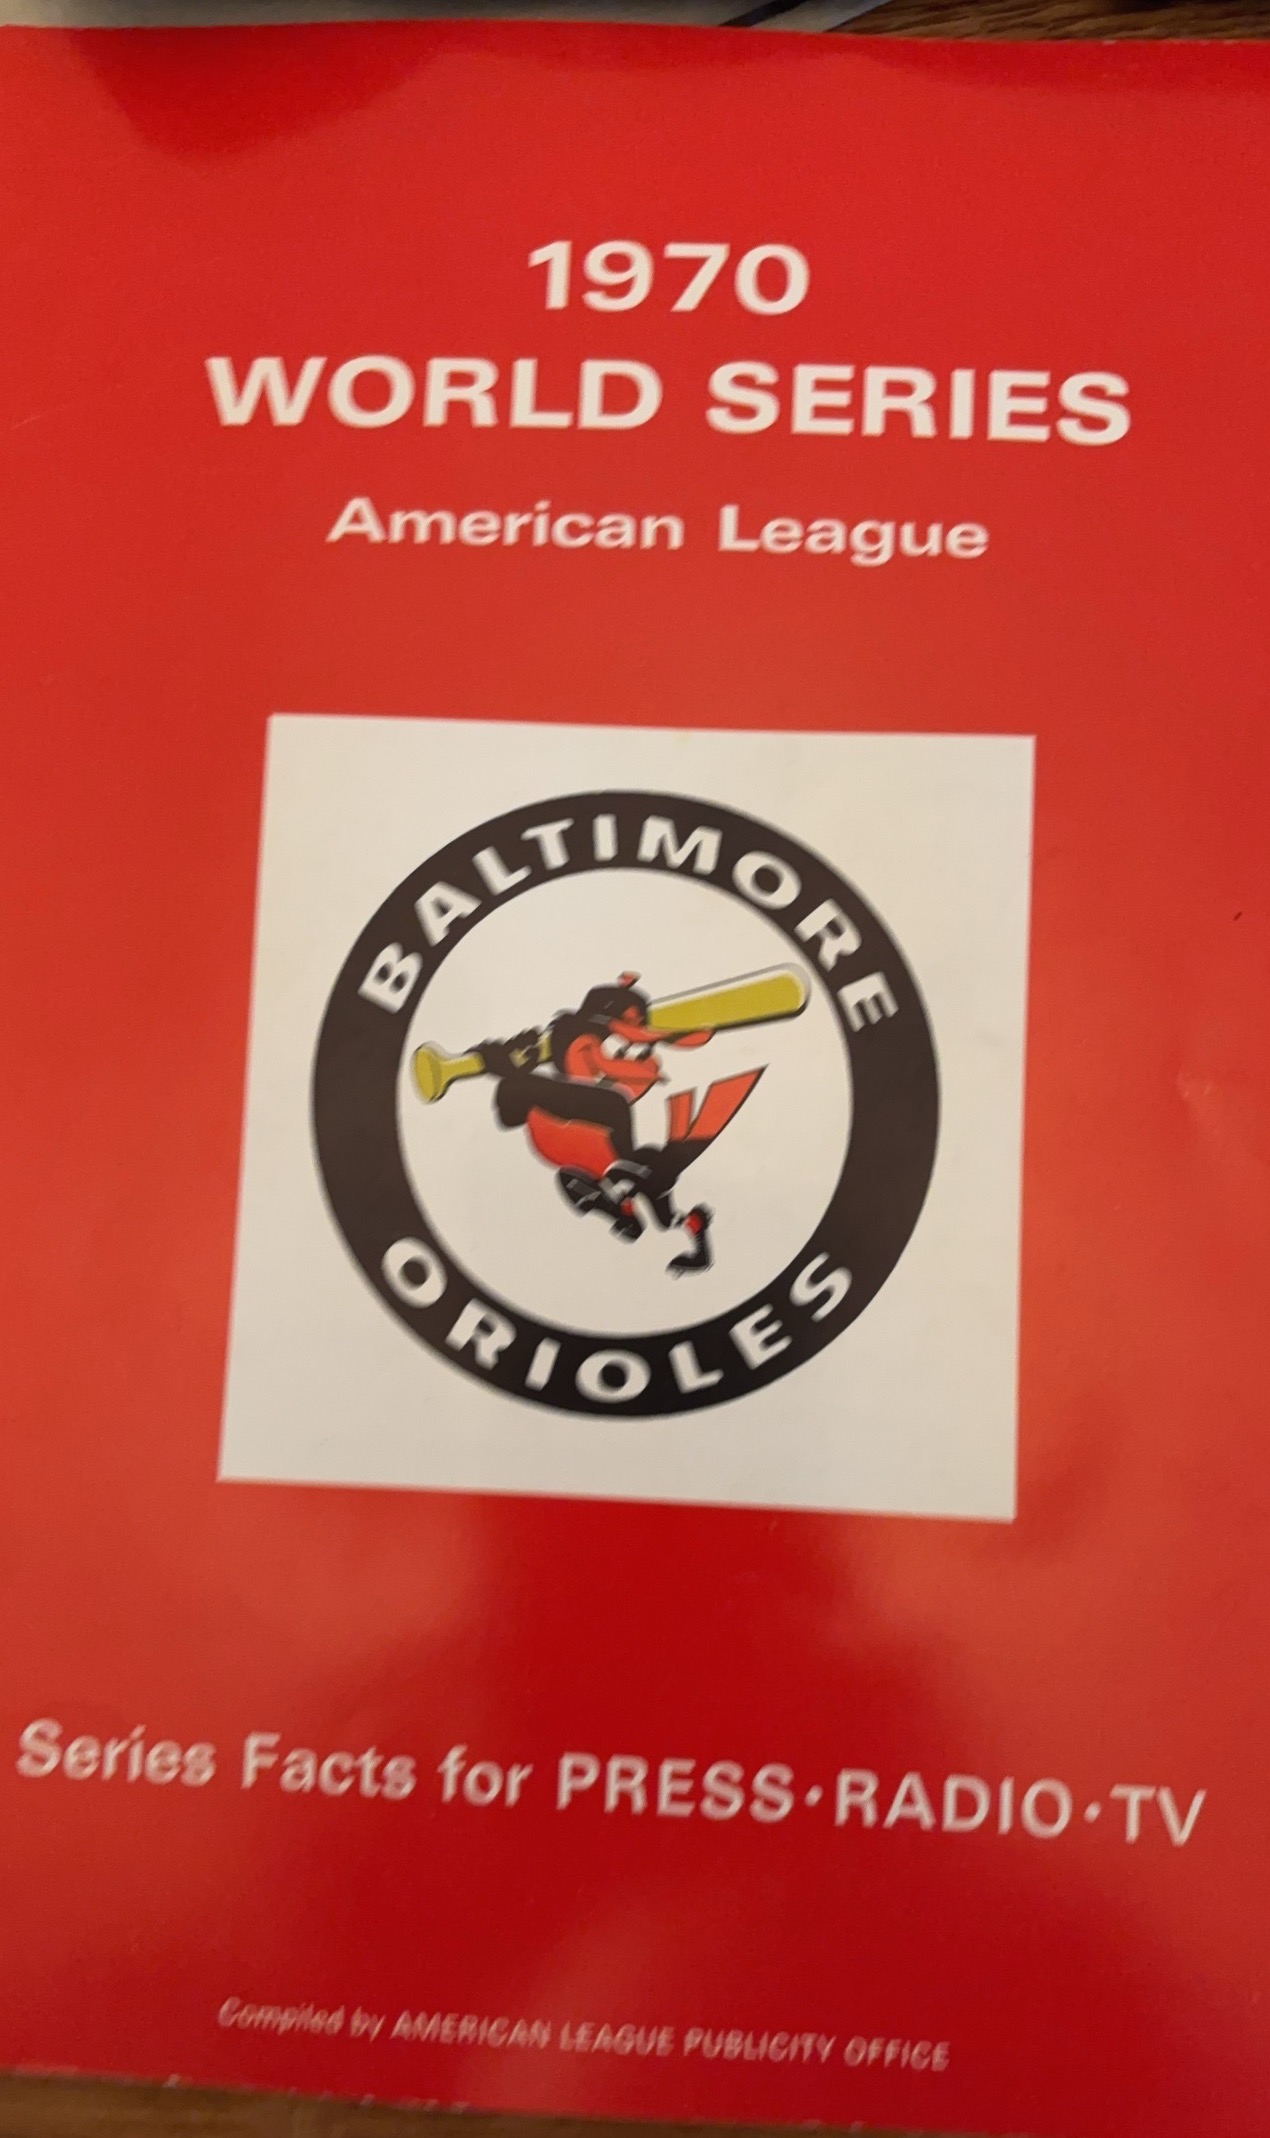 1970
WORLD SERIES
American League
BALTIMORE
ORIOLES
Series Facts for PRESS·RADIO·TV
Compiled by AMERICAN LEAGUE PUBLICITY OFFICE